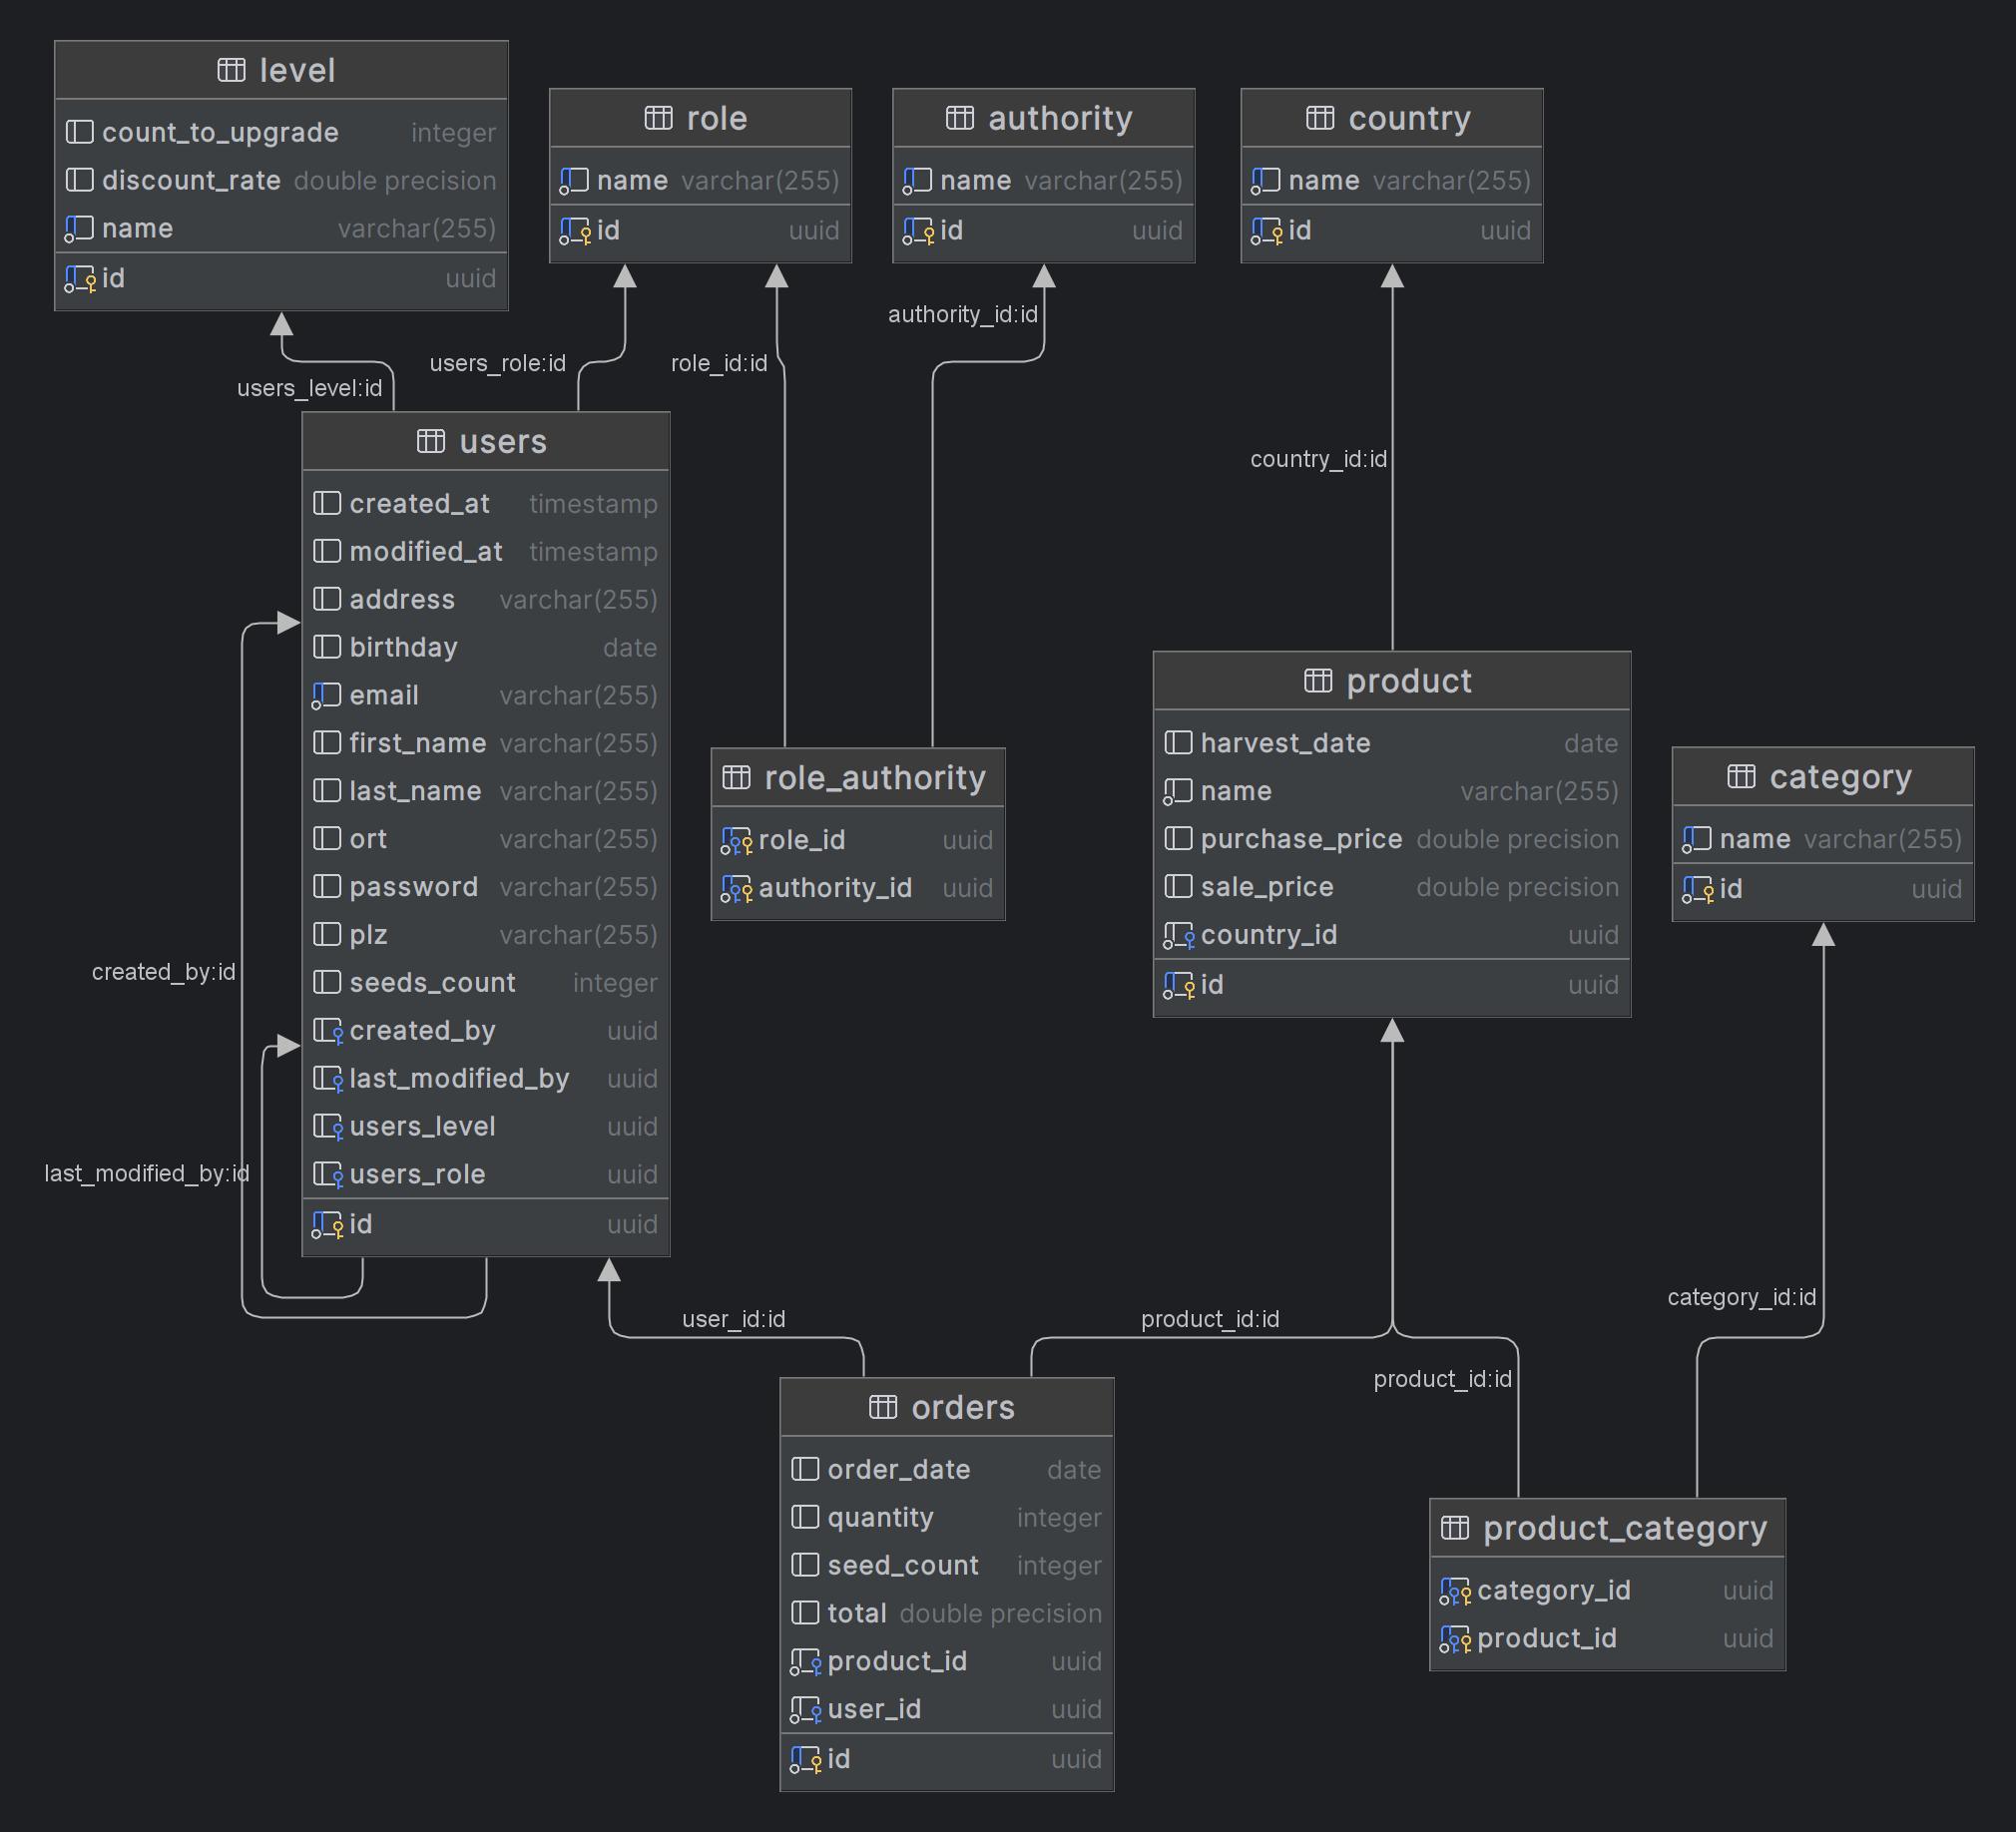 level
count_to_upgrade integer
discount_rate double precision
name varchar(255)
id uuid
role
name varchar(255)
id uuid
authority
name varchar(255)
id uuid
country
name varchar(255)
id uuid
users_level:id
users_role:id
role_id:id
authority_id:id
country_id:id
users
created_at timestamp
modified_at timestamp
address varchar(255)
birthday date
email varchar(255)
first_name varchar(255)
last_name varchar(255)
ort varchar(255)
password varchar(255)
plz varchar(255)
seeds_count integer
created_by uuid
last_modified_by uuid
users_level uuid
users_role uuid
id uuid
created_by:id
last_modified_by:id
role_authority
role_id uuid
authority_id uuid
product
harvest_date date
name varchar(255)
purchase_price double precision
sale_price double precision
country_id uuid
id uuid
category
name varchar(255)
id uuid
user_id:id
product_id:id
product_id:id
category_id:id
orders
order_date date
quantity integer
seed_count integer
total double precision
product_id uuid
user_id uuid
id uuid
product_category
category_id uuid
product_id uuid